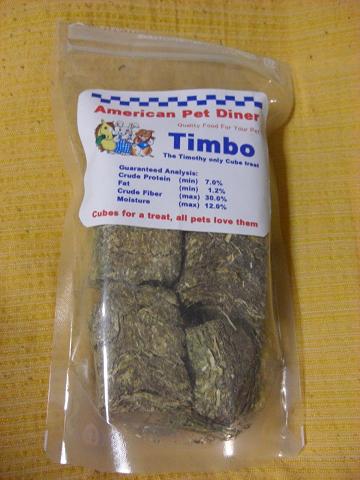 American Pet Diner
Quality Food For Your Pet
Timbo
The Timothy only Cube treat
Guaranteed Analysis:
Crude Protein (min) 7.0%
Fat (min) 1.2%
Crude Fiber (max) 30.0%
Moisture (max) 12.0%
Cubes for a treat, all pets love them